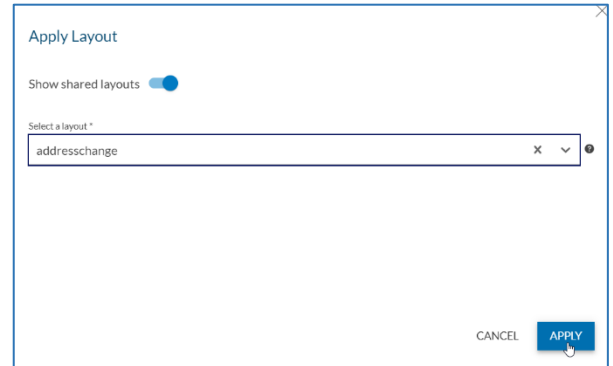 Apply Layout
Show shared layouts
Select a layout *
addresschange
CANCEL APPLY